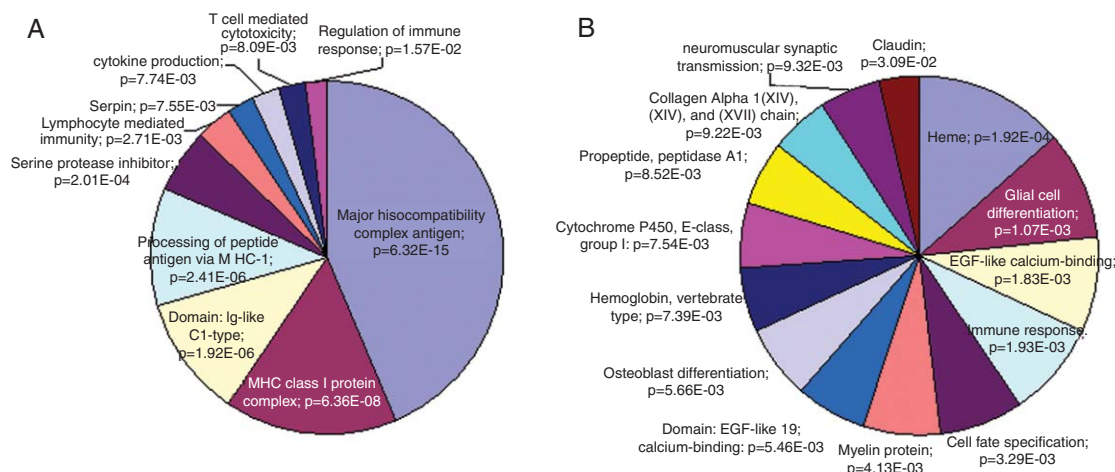 A
T cell mediated
cytotoxicity;
p=8.09E-03
Regulation of immune
response; p=1.57E-02
cytokine production;
p=7.74E-03
Serpin; p=7.55E-03
Lymphocyte mediated
immunity; p=2.71E-03
Serine protease inhibitor;
p=2.01E-04
Major hisocompatibility
complex antigen;
p=6.32E-15
Processing of peptide
antigen via M HC-1;
p=2.41E-06
Domain: Ig-like
C1-type;
p=1.92E-06
MHC class I protein
complex; p=6.36E-08
B
neuromuscular synaptic
transmission; p=9.32E-03
Claudin;
p=3.09E-02
Collagen Alpha 1(XIV),
(XIV), and (XVII) chain;
p=9.22E-03
Heme; p=1.92E-04
Propeptide, peptidase A1;
p=8.52E-03
Glial cell
differentiation;
p=1.07E-03
Cytochrome P450, E-class,
group I: p=7.54E-03
EGF-like calcium-binding;
p=1.83E-03
Hemoglobin, vertebrate
type; p=7.39E-03
Immune response.
p=1.93E-03
Osteoblast differentiation;
p=5.66E-03
Domain: EGF-like 19;
calcium-binding: p=5.46E-03
Myelin protein;
p=4.13E-03
Cell fate specification;
p=3.29E-03